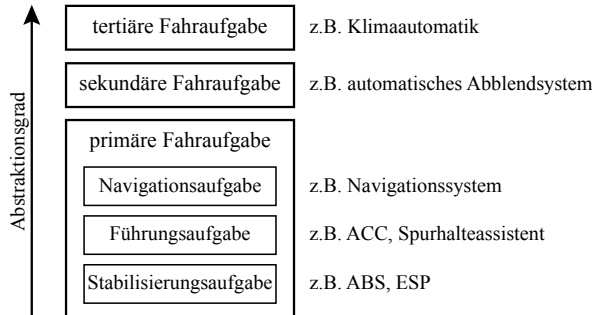 tertiäre Fahraufgabe z.B. Klimaautomatik
sekundäre Fahraufgabe z.B. automatisches Abblendsystem
primäre Fahraufgabe
Navigationsaufgabe z.B. Navigationssystem
Führungsaufgabe z.B. ACC, Spurhalteassistent
Stabilisierungsaufgabe z.B. ABS, ESP
Abstraktionsgrad